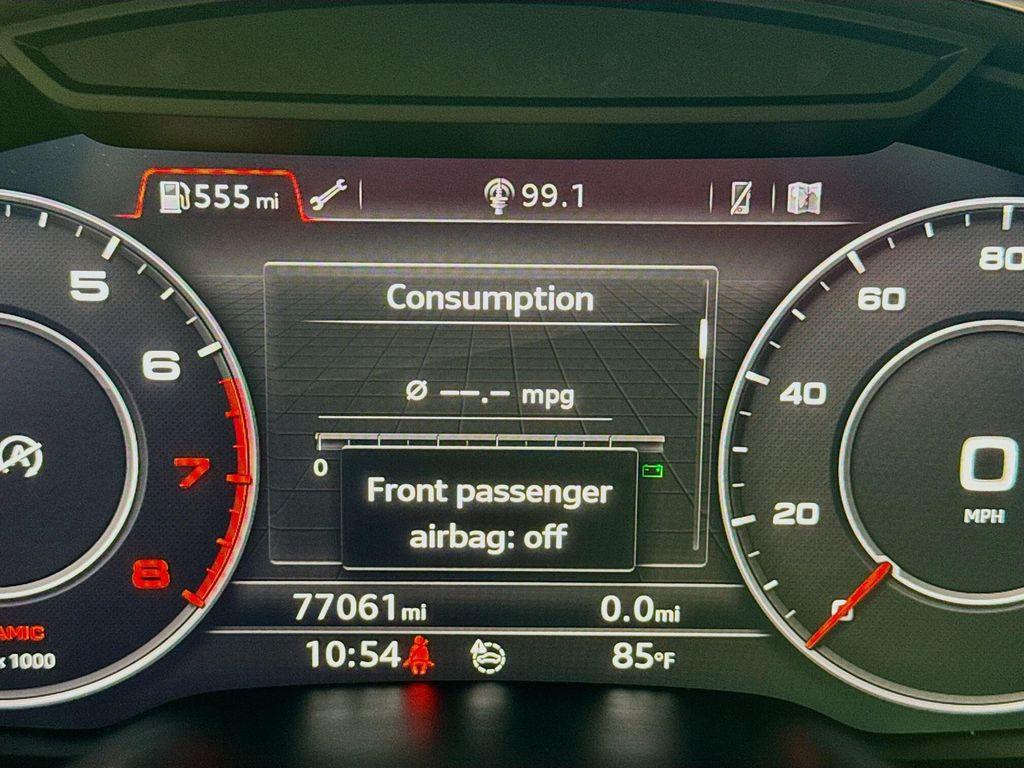 555 mi
99.1
Consumption
Ø --.- mpg
0
Front passenger
airbag: off
5
6
7
8
AMIC
x 1000
80
60
40
20
0
0
MPH
77061 mi
0.0 mi
10:54
85°F